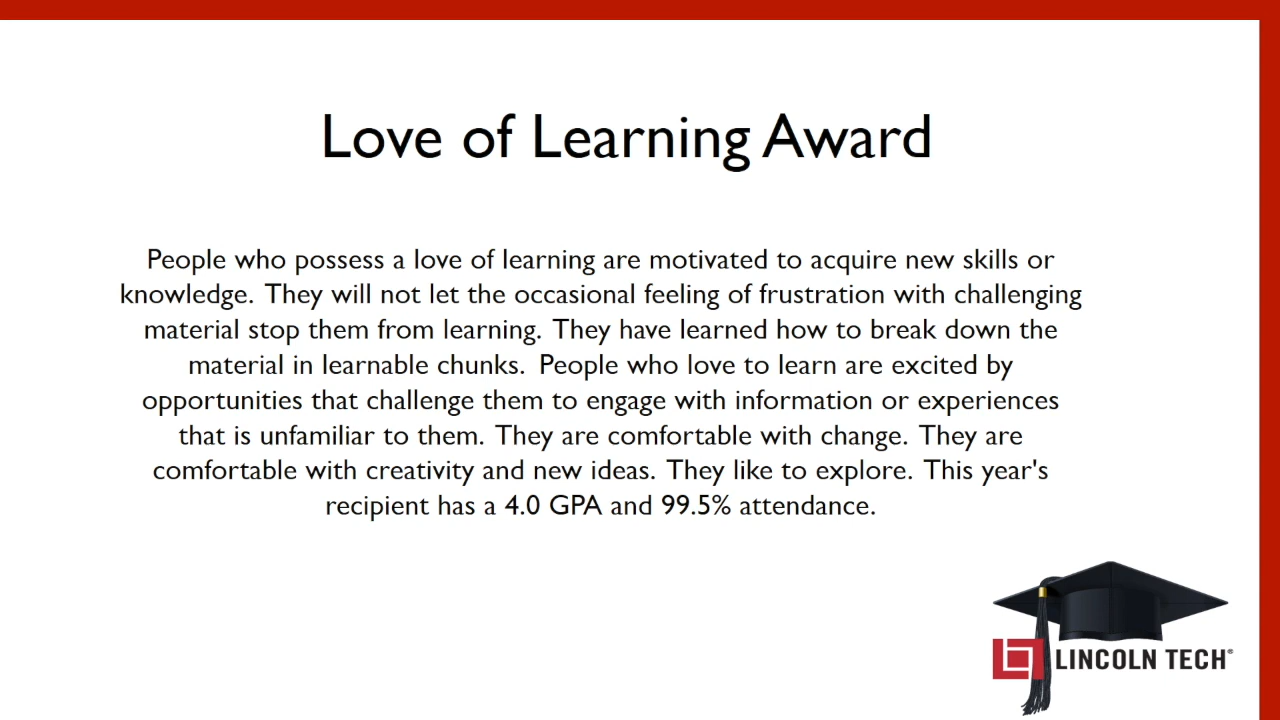 Love of Learning Award
People who possess a love of learning are motivated to acquire new skills or
knowledge. They will not let the occasional feeling of frustration with challenging
material stop them from learning. They have learned how to break down the
material in learnable chunks. People who love to learn are excited by
opportunities that challenge them to engage with information or experiences
that is unfamiliar to them. They are comfortable with change. They are
comfortable with creativity and new ideas. They like to explore. This year's
recipient has a 4.0 GPA and 99.5% attendance.
LINCOLN TECH®